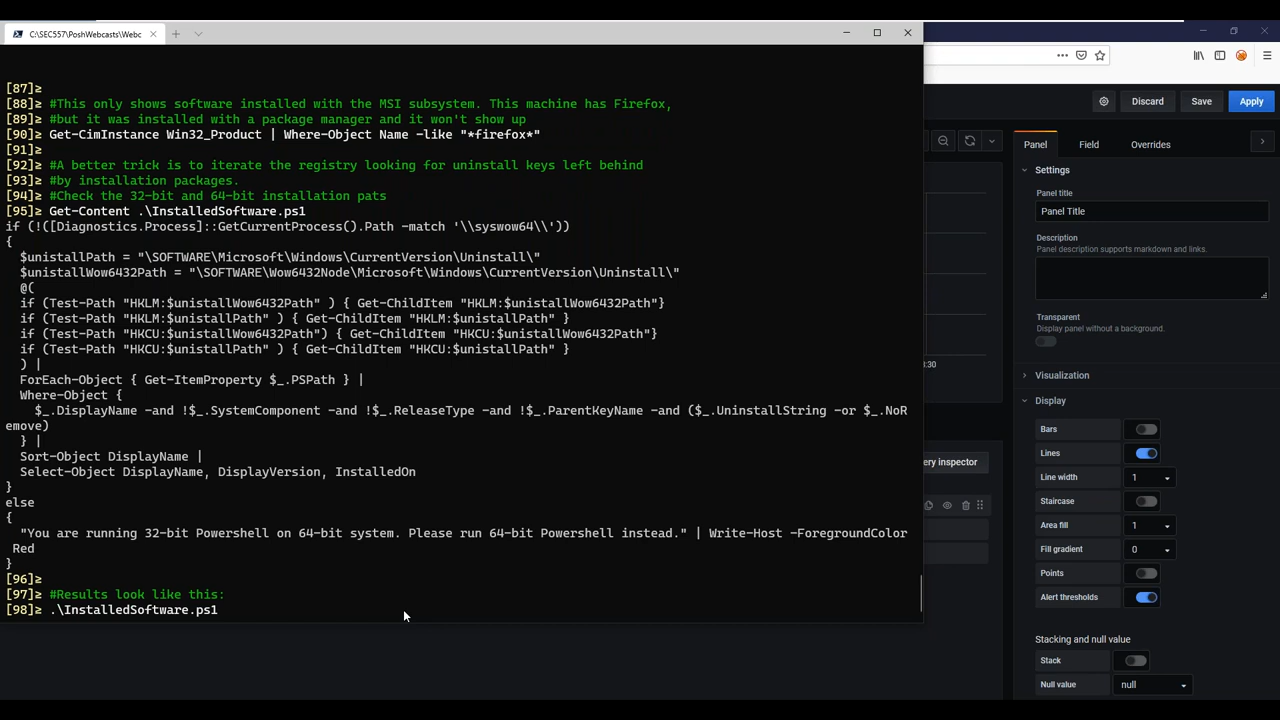 C:\SEC557\PoshWebcasts\Webc
[87]≥
[88]≥ #This only shows software installed with the MSI subsystem. This machine has Firefox,
[89]≥ #but it was installed with a package manager and it won't show up
[90]≥ Get-CimInstance Win32_Product | Where-Object Name -like "*firefox*"
[91]≥
[92]≥ #A better trick is to iterate the registry looking for uninstall keys left behind
[93]≥ #by installation packages.
[94]≥ #Check the 32-bit and 64-bit installation pats
[95]≥ Get-Content .\InstalledSoftware.ps1
if (!([Diagnostics.Process]::GetCurrentProcess().Path -match '\\syswow64\\'))
{
$unistallPath = "\SOFTWARE\Microsoft\Windows\CurrentVersion\Uninstall\"
$unistallWow6432Path = "\SOFTWARE\Wow6432Node\Microsoft\Windows\CurrentVersion\Uninstall\"
@(
if (Test-Path "HKLM:$unistallWow6432Path" ) { Get-ChildItem "HKLM:$unistallWow6432Path"}
if (Test-Path "HKLM:$unistallPath" ) { Get-ChildItem "HKLM:$unistallPath" }
if (Test-Path "HKCU:$unistallWow6432Path") { Get-ChildItem "HKCU:$unistallWow6432Path"}
if (Test-Path "HKCU:$unistallPath" ) { Get-ChildItem "HKCU:$unistallPath" }
) |
ForEach-Object { Get-ItemProperty $_.PSPath } |
Where-Object {
$_.DisplayName -and !$_.SystemComponent -and !$_.ReleaseType -and !$_.ParentKeyName -and ($_.UninstallString -or $_.NoR
emove)
} |
Sort-Object DisplayName |
Select-Object DisplayName, DisplayVersion, InstalledOn
}
else
{
"You are running 32-bit Powershell on 64-bit system. Please run 64-bit Powershell instead." | Write-Host -ForegroundColor
Red
}
[96]≥
[97]≥ #Results look like this:
[98]≥ .\InstalledSoftware.ps1
Discard
Save
Apply
Panel
Field
Overrides
Settings
Panel title
Panel Title
Description
Panel description supports markdown and links.
Transparent
Display panel without a background.
:30
Visualization
Display
Bars
Lines
ery inspector
Line width
1
Staircase
Area fill
1
Fill gradient
0
Points
Alert thresholds
Stacking and null value
Stack
Null value
null